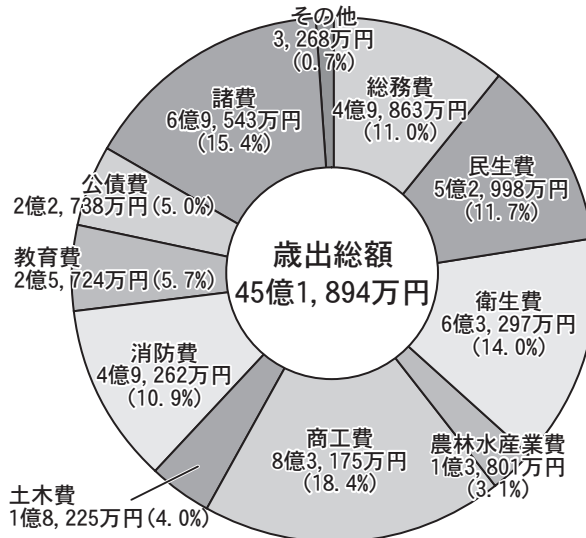 その他
3,268万円
(0.7%)
総務費
4億9,863万円
(11.0%)
民生費
5億2,998万円
(11.7%)
衛生費
6億3,297万円
(14.0%)
農林水産業費
1億3,801万円
(3.1%)
商工費
8億3,175万円
(18.4%)
土木費
1億8,225万円(4.0%)
消防費
4億9,262万円
(10.9%)
教育費
2億5,724万円(5.7%)
公債費
2億2,738万円(5.0%)
諸費
6億9,543万円
(15.4%)
歳出総額
45億1,894万円